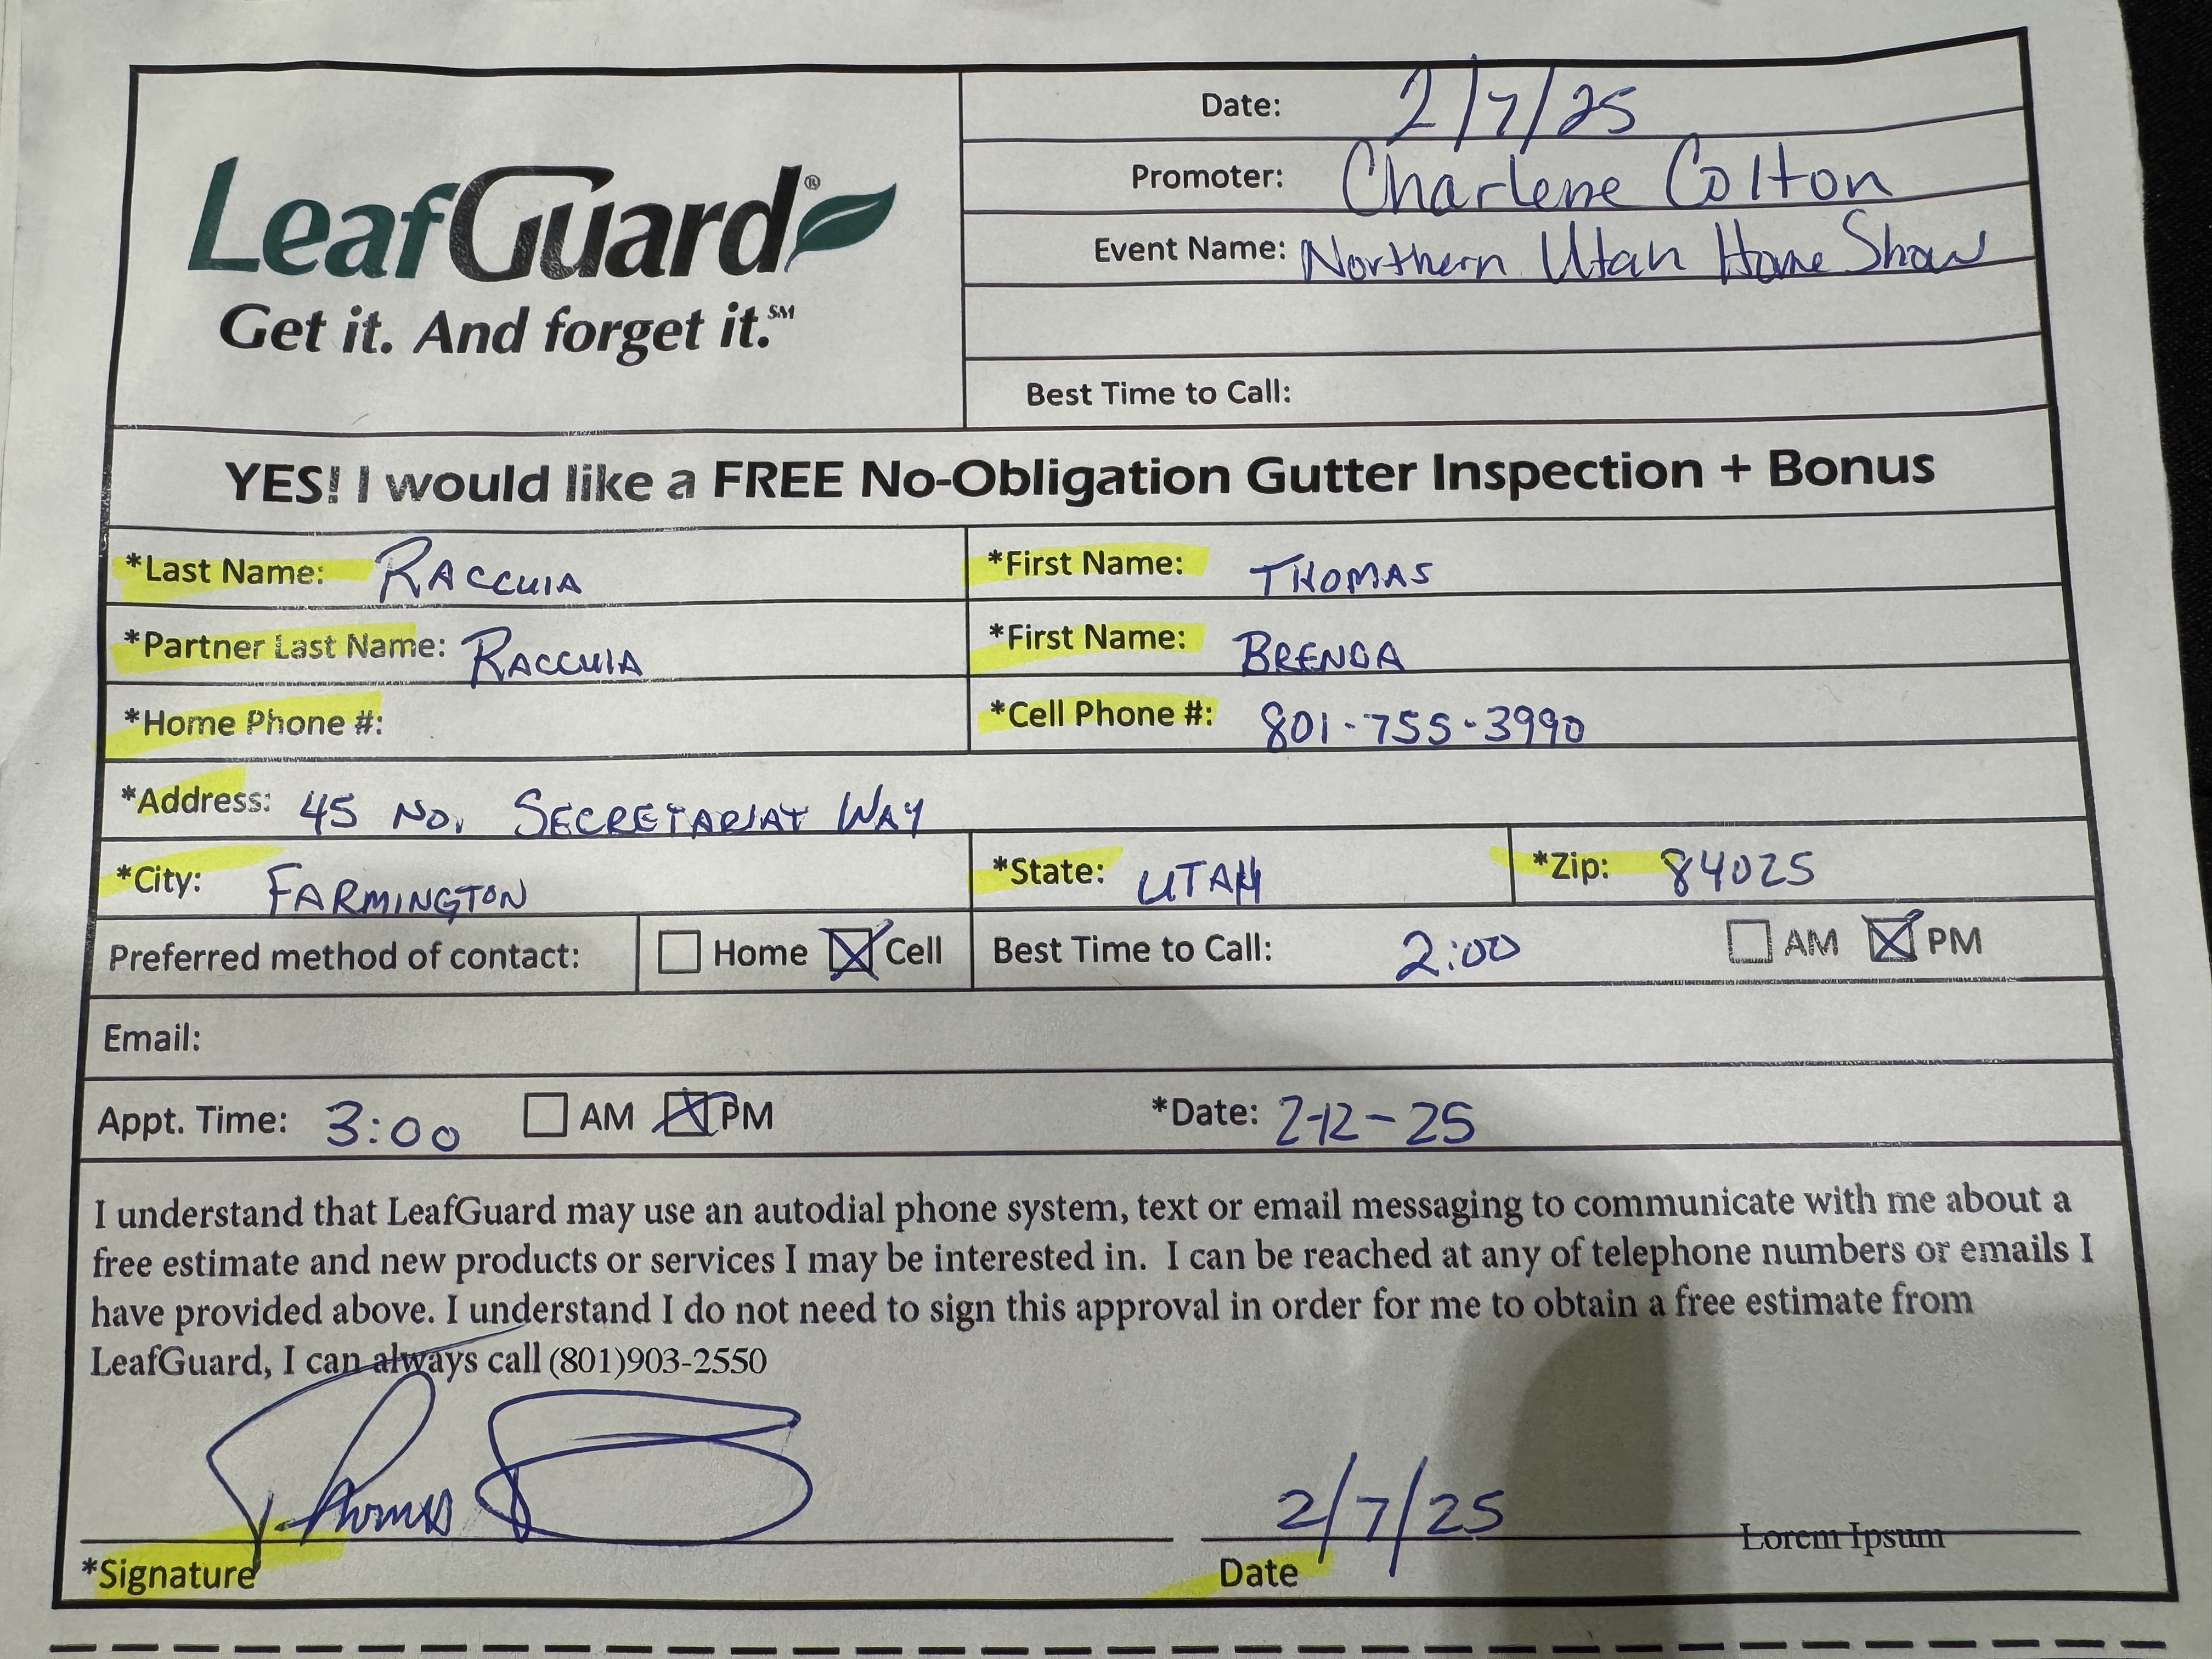 LeafGuard®
Get it. And forget it.℠
Date: 2/7/25
Promoter: Charlene Colton
Event Name: Northern Utah Home Show
Best Time to Call:
YES! I would like a FREE No-Obligation Gutter Inspection + Bonus
*Last Name: RACCUIA *First Name: THOMAS
*Partner Last Name: RACCUIA *First Name: BRENDA
*Home Phone #: *Cell Phone #: 801-755-3990
*Address: 45 NO. SECRETARIAT WAY
*City: FARMINGTON *State: UTAH *Zip: 84025
Preferred method of contact: ☐ Home ☒ Cell Best Time to Call: 2:00 ☐ AM ☒ PM
Email:
Appt. Time: 3:00 ☐ AM ☒ PM *Date: 2-12-25
I understand that LeafGuard may use an autodial phone system, text or email messaging to communicate with me about a
free estimate and new products or services I may be interested in. I can be reached at any of telephone numbers or emails I
have provided above. I understand I do not need to sign this approval in order for me to obtain a free estimate from
LeafGuard, I can always call (801)903-2550
Thomas 2/7/25 Lorem Ipsum
*Signature Date